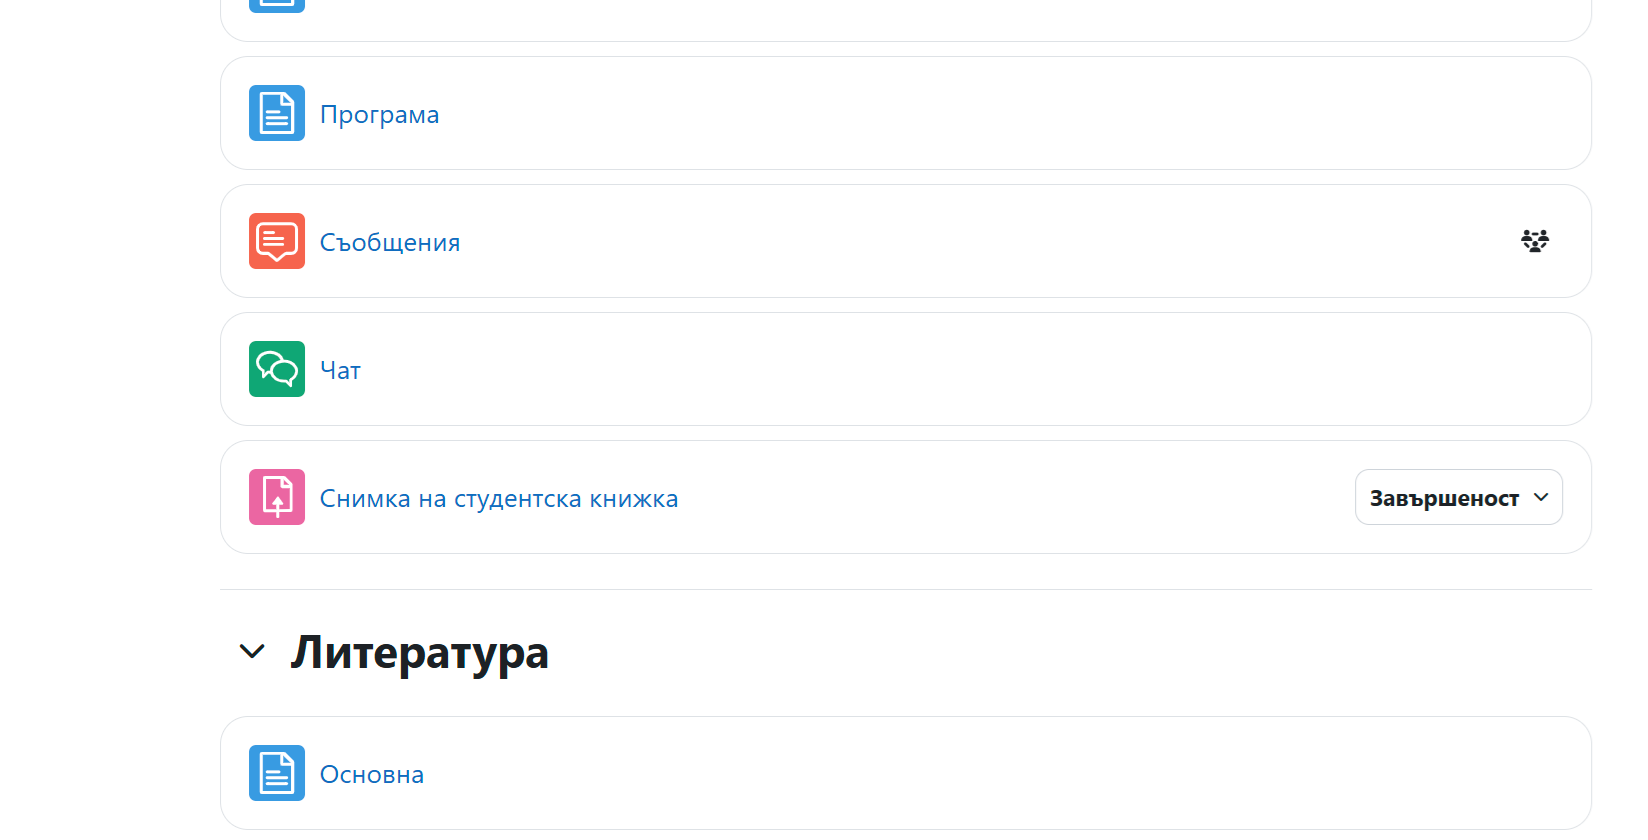 Програма
Съобщения
Чат
Снимка на студентска книжка
Завършеност
Литература
Основна